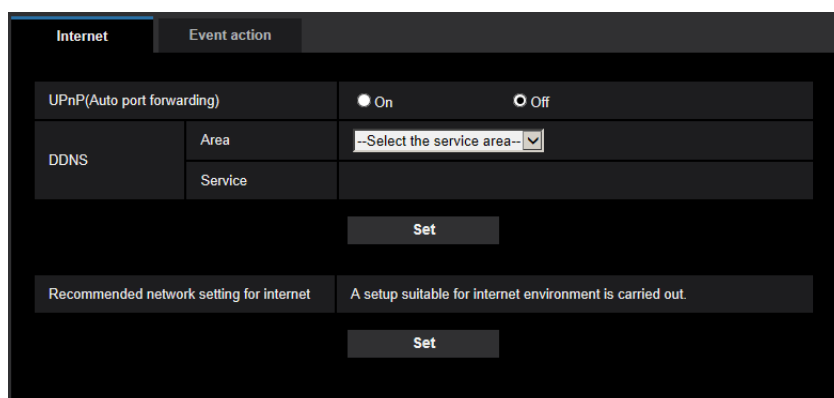 Internet Event action
UPnP(Auto port forwarding) On Off
DDNS
Area --Select the service area--
Service
Set
Recommended network setting for internet A setup suitable for internet environment is carried out.
Set